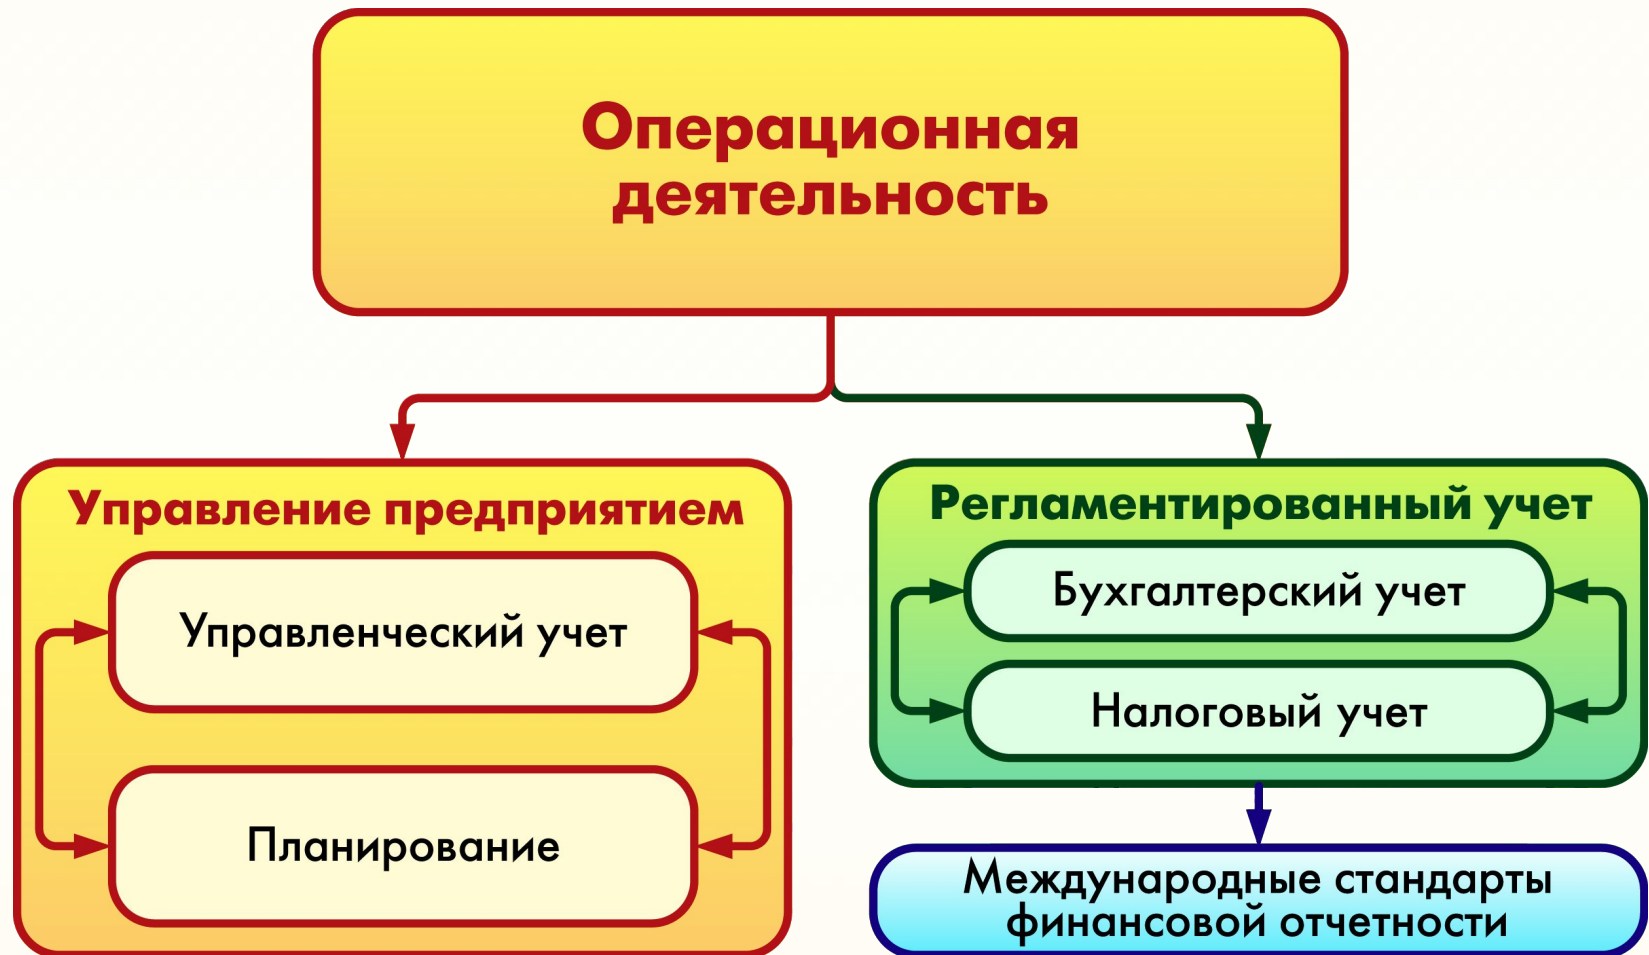 Операционная
деятельность
Управление предприятием
Управленческий учет
Планирование
Регламентированный учет
Бухгалтерский учет
Налоговый учет
Международные стандарты
финансовой отчетности